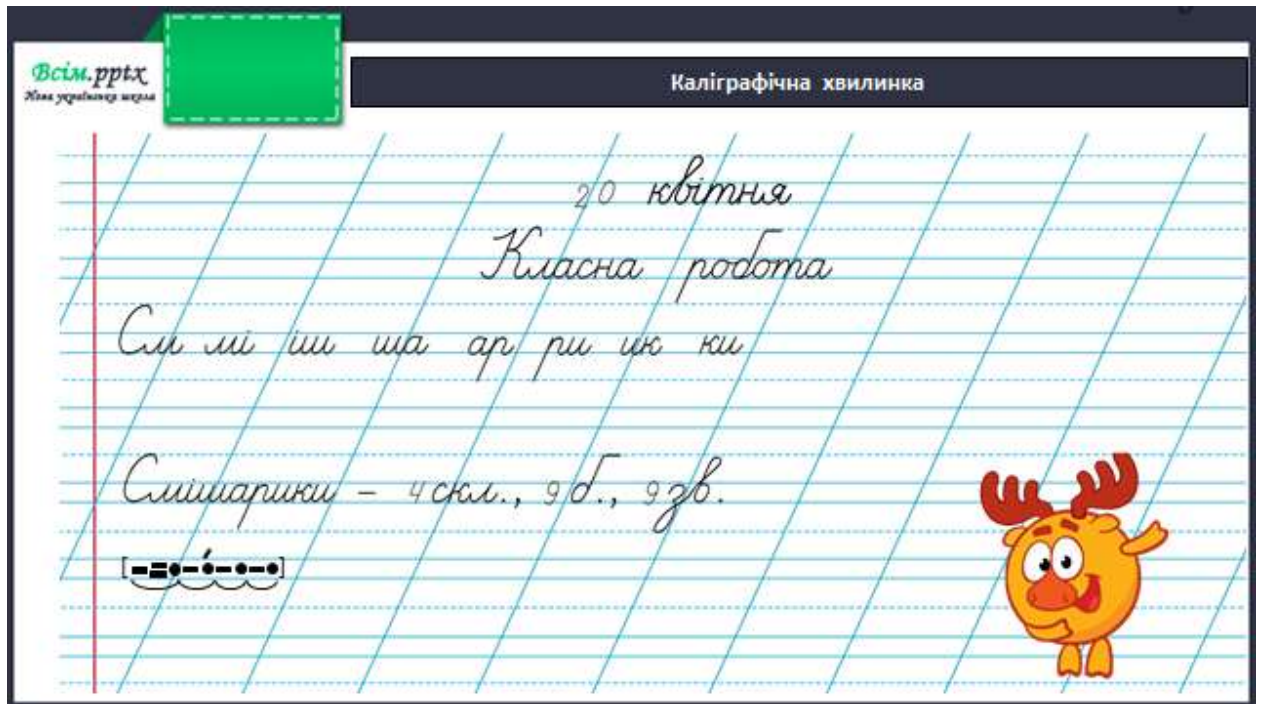 Всім.pptx
Нова українська школа
Каліграфічна хвилинка
20 квітня
Класна робота
См мі іш ша ар ри ик ки
Смішарики – 4 скл., 9 б., 9 зв.
[–=•–•́–•–•]